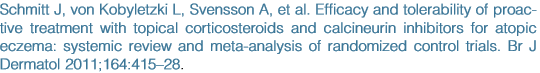 Schmitt J, von Kobyletzki L, Svensson A, et al. Efficacy and tolerability of proac-
tive treatment with topical corticosteroids and calcineurin inhibitors for atopic
eczema: systemic review and meta-analysis of randomized control trials. Br J
Dermatol 2011;164:415–28.